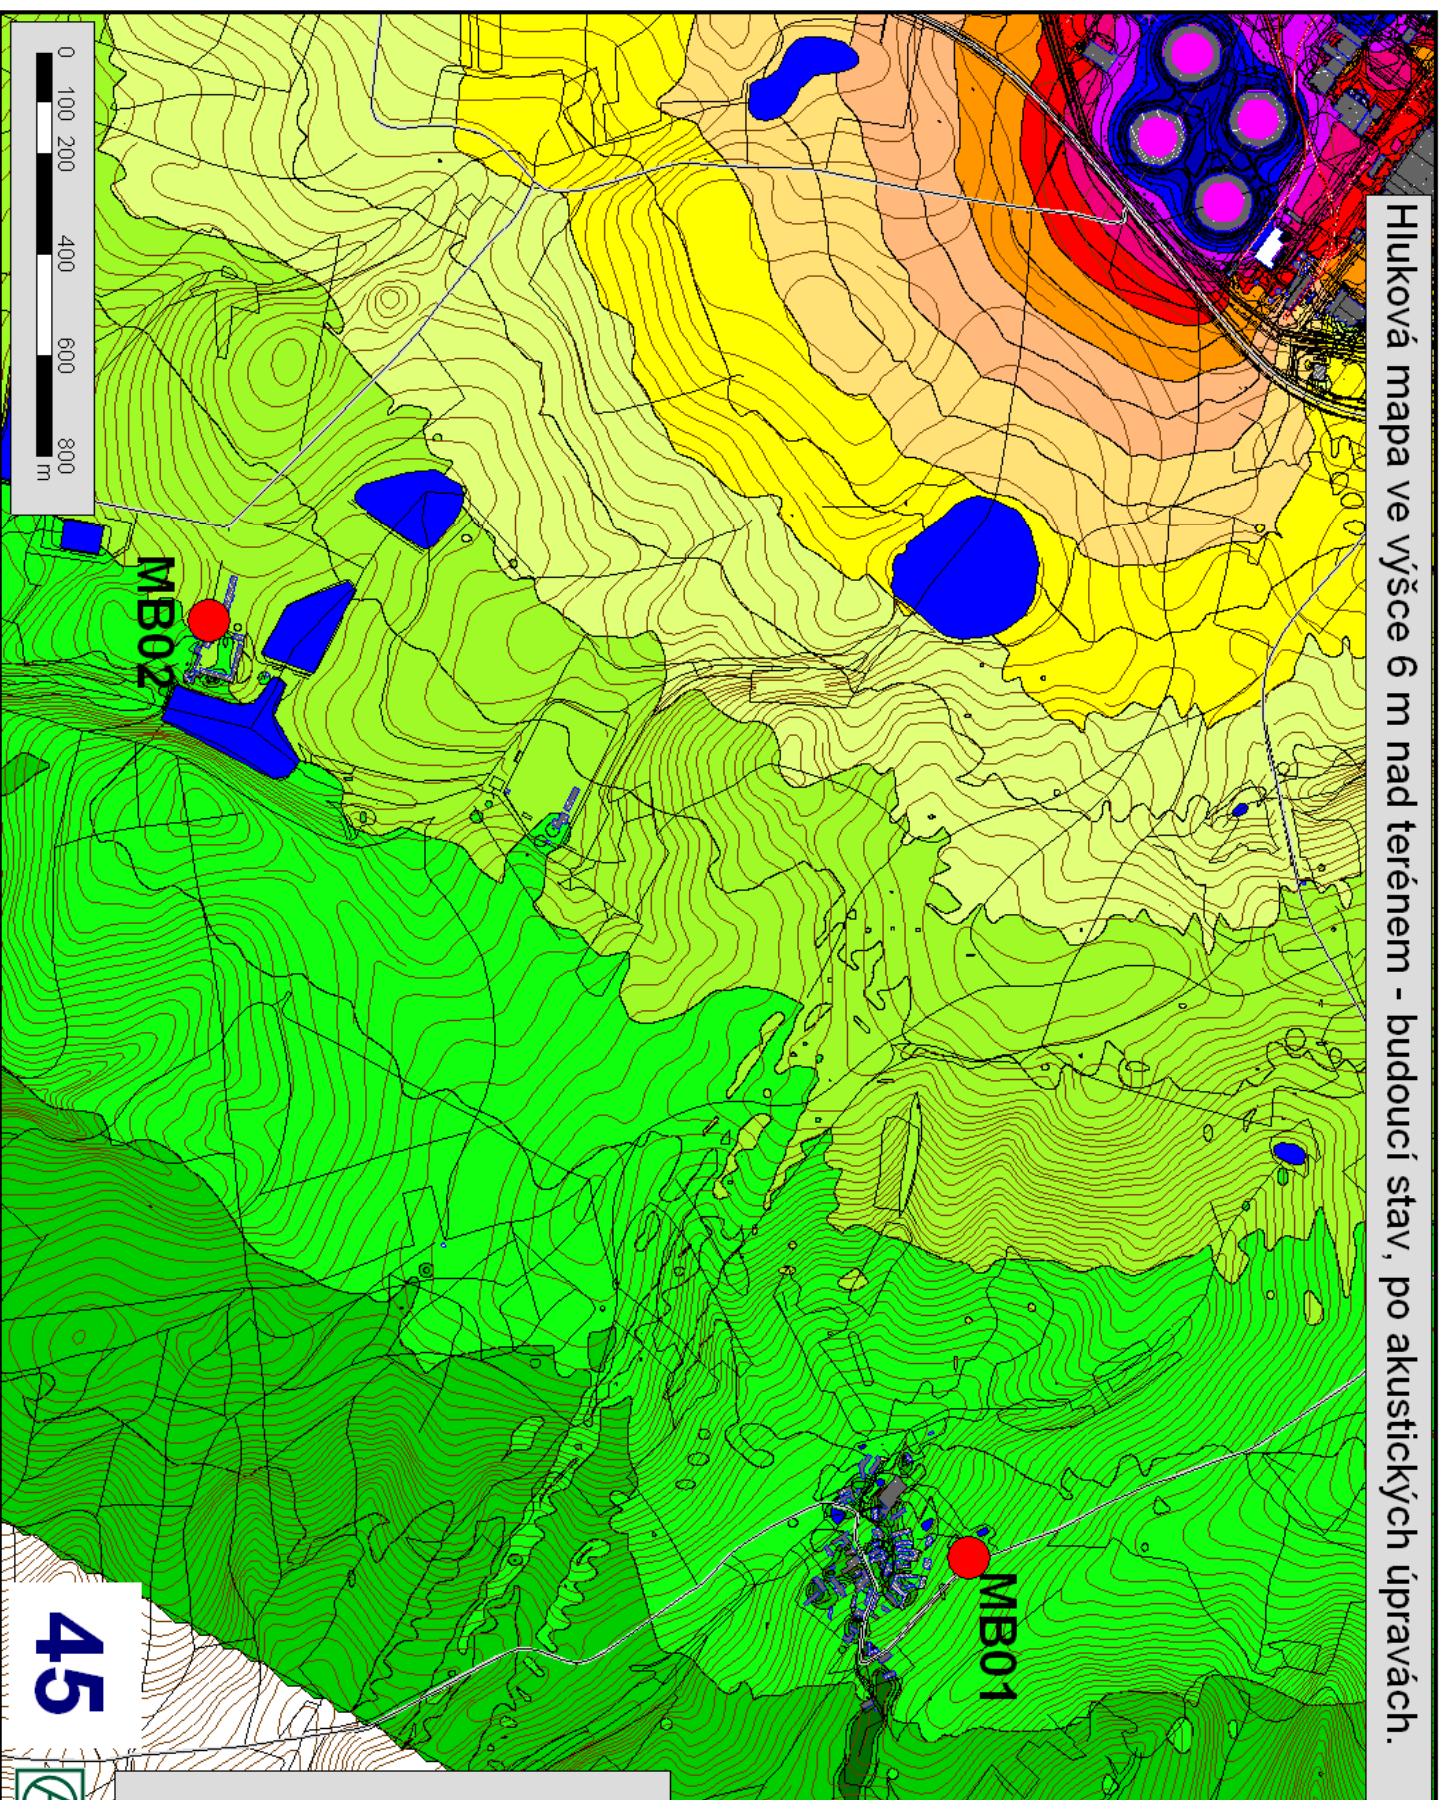 Hluková mapa ve výšce 6 m nad terénem - budoucí stav, po akustických úpravách.
MB01
MB02
0 100 200 400 600 800
m
45